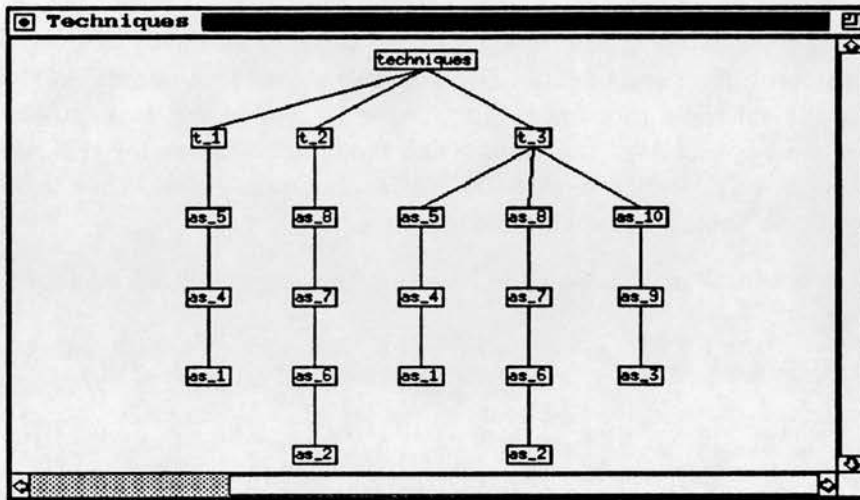 Techniques
techniques
t_1 t_2 t_3
as_5 as_8 as_5 as_8 as_10
as_4 as_7 as_4 as_7 as_9
as_1 as_6 as_1 as_6 as_3
as_2 as_2